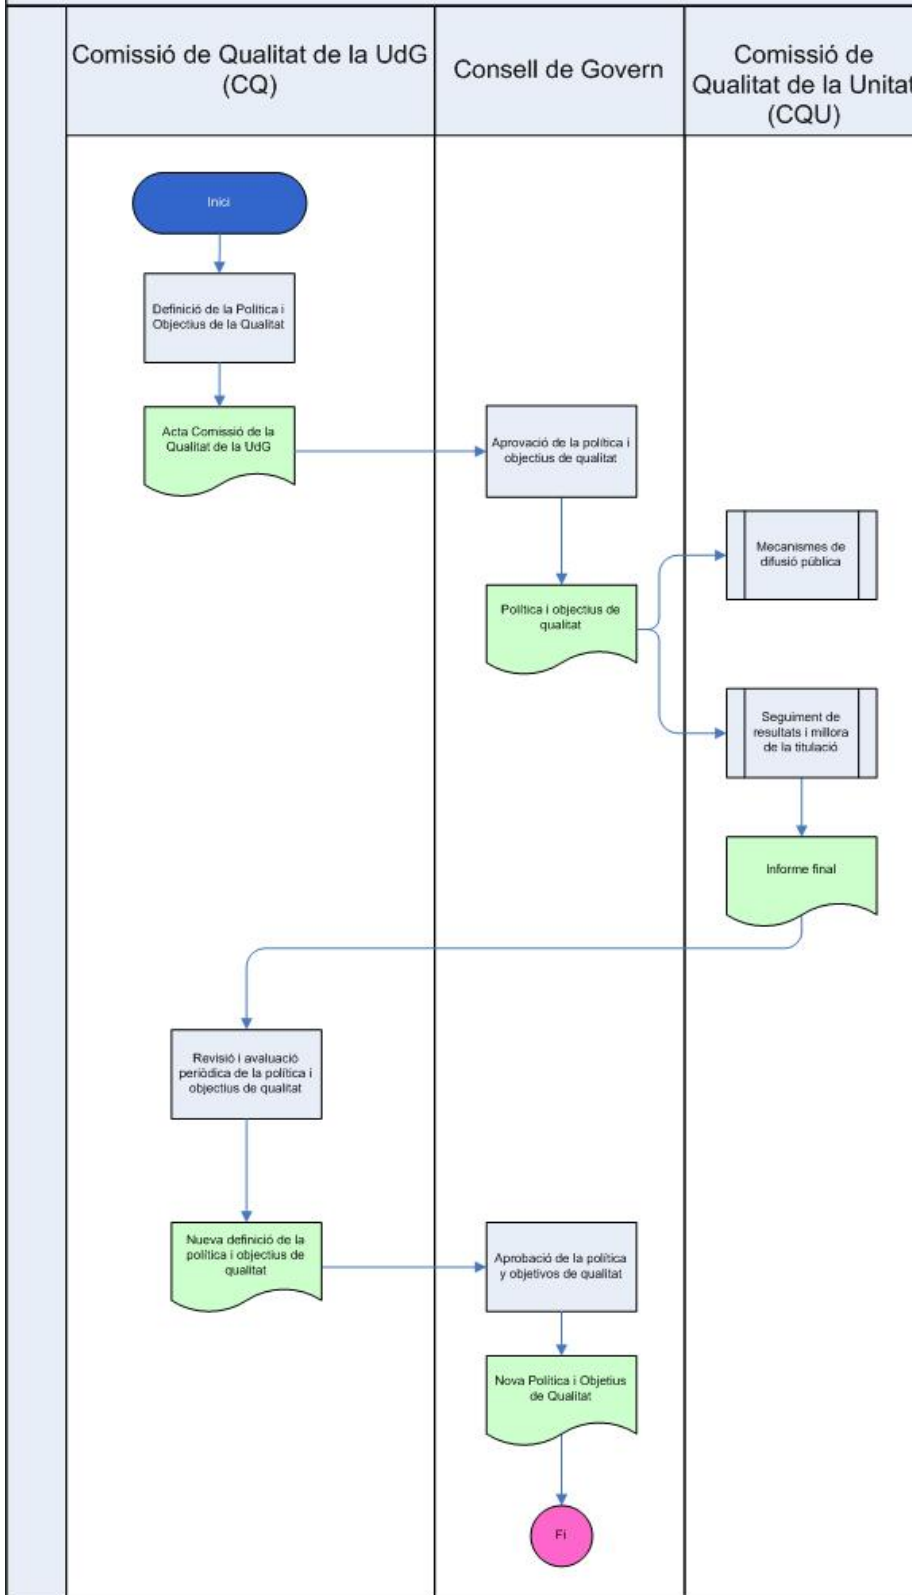 Comissió de Qualitat de la UdG
(CQ)
Consell de Govern
Comissió de
Qualitat de la Unitat
(CQU)
Inici
Definició de la Política i
Objectius de la Qualitat
Acta Comissió de la
Qualitat de la UdG
Aprovació de la política i
objectius de qualitat
Política i objectius de
qualitat
Mecanismes de
difusió pública
Seguiment de
resultats i millora
de la titulació
Informe final
Revisió i avaluació
periòdica de la política i
objectius de qualitat
Nueva definició de la
política i objectius de
qualitat
Aprobació de la política
y objetivos de qualitat
Nova Política i Objetius
de Qualitat
Fi